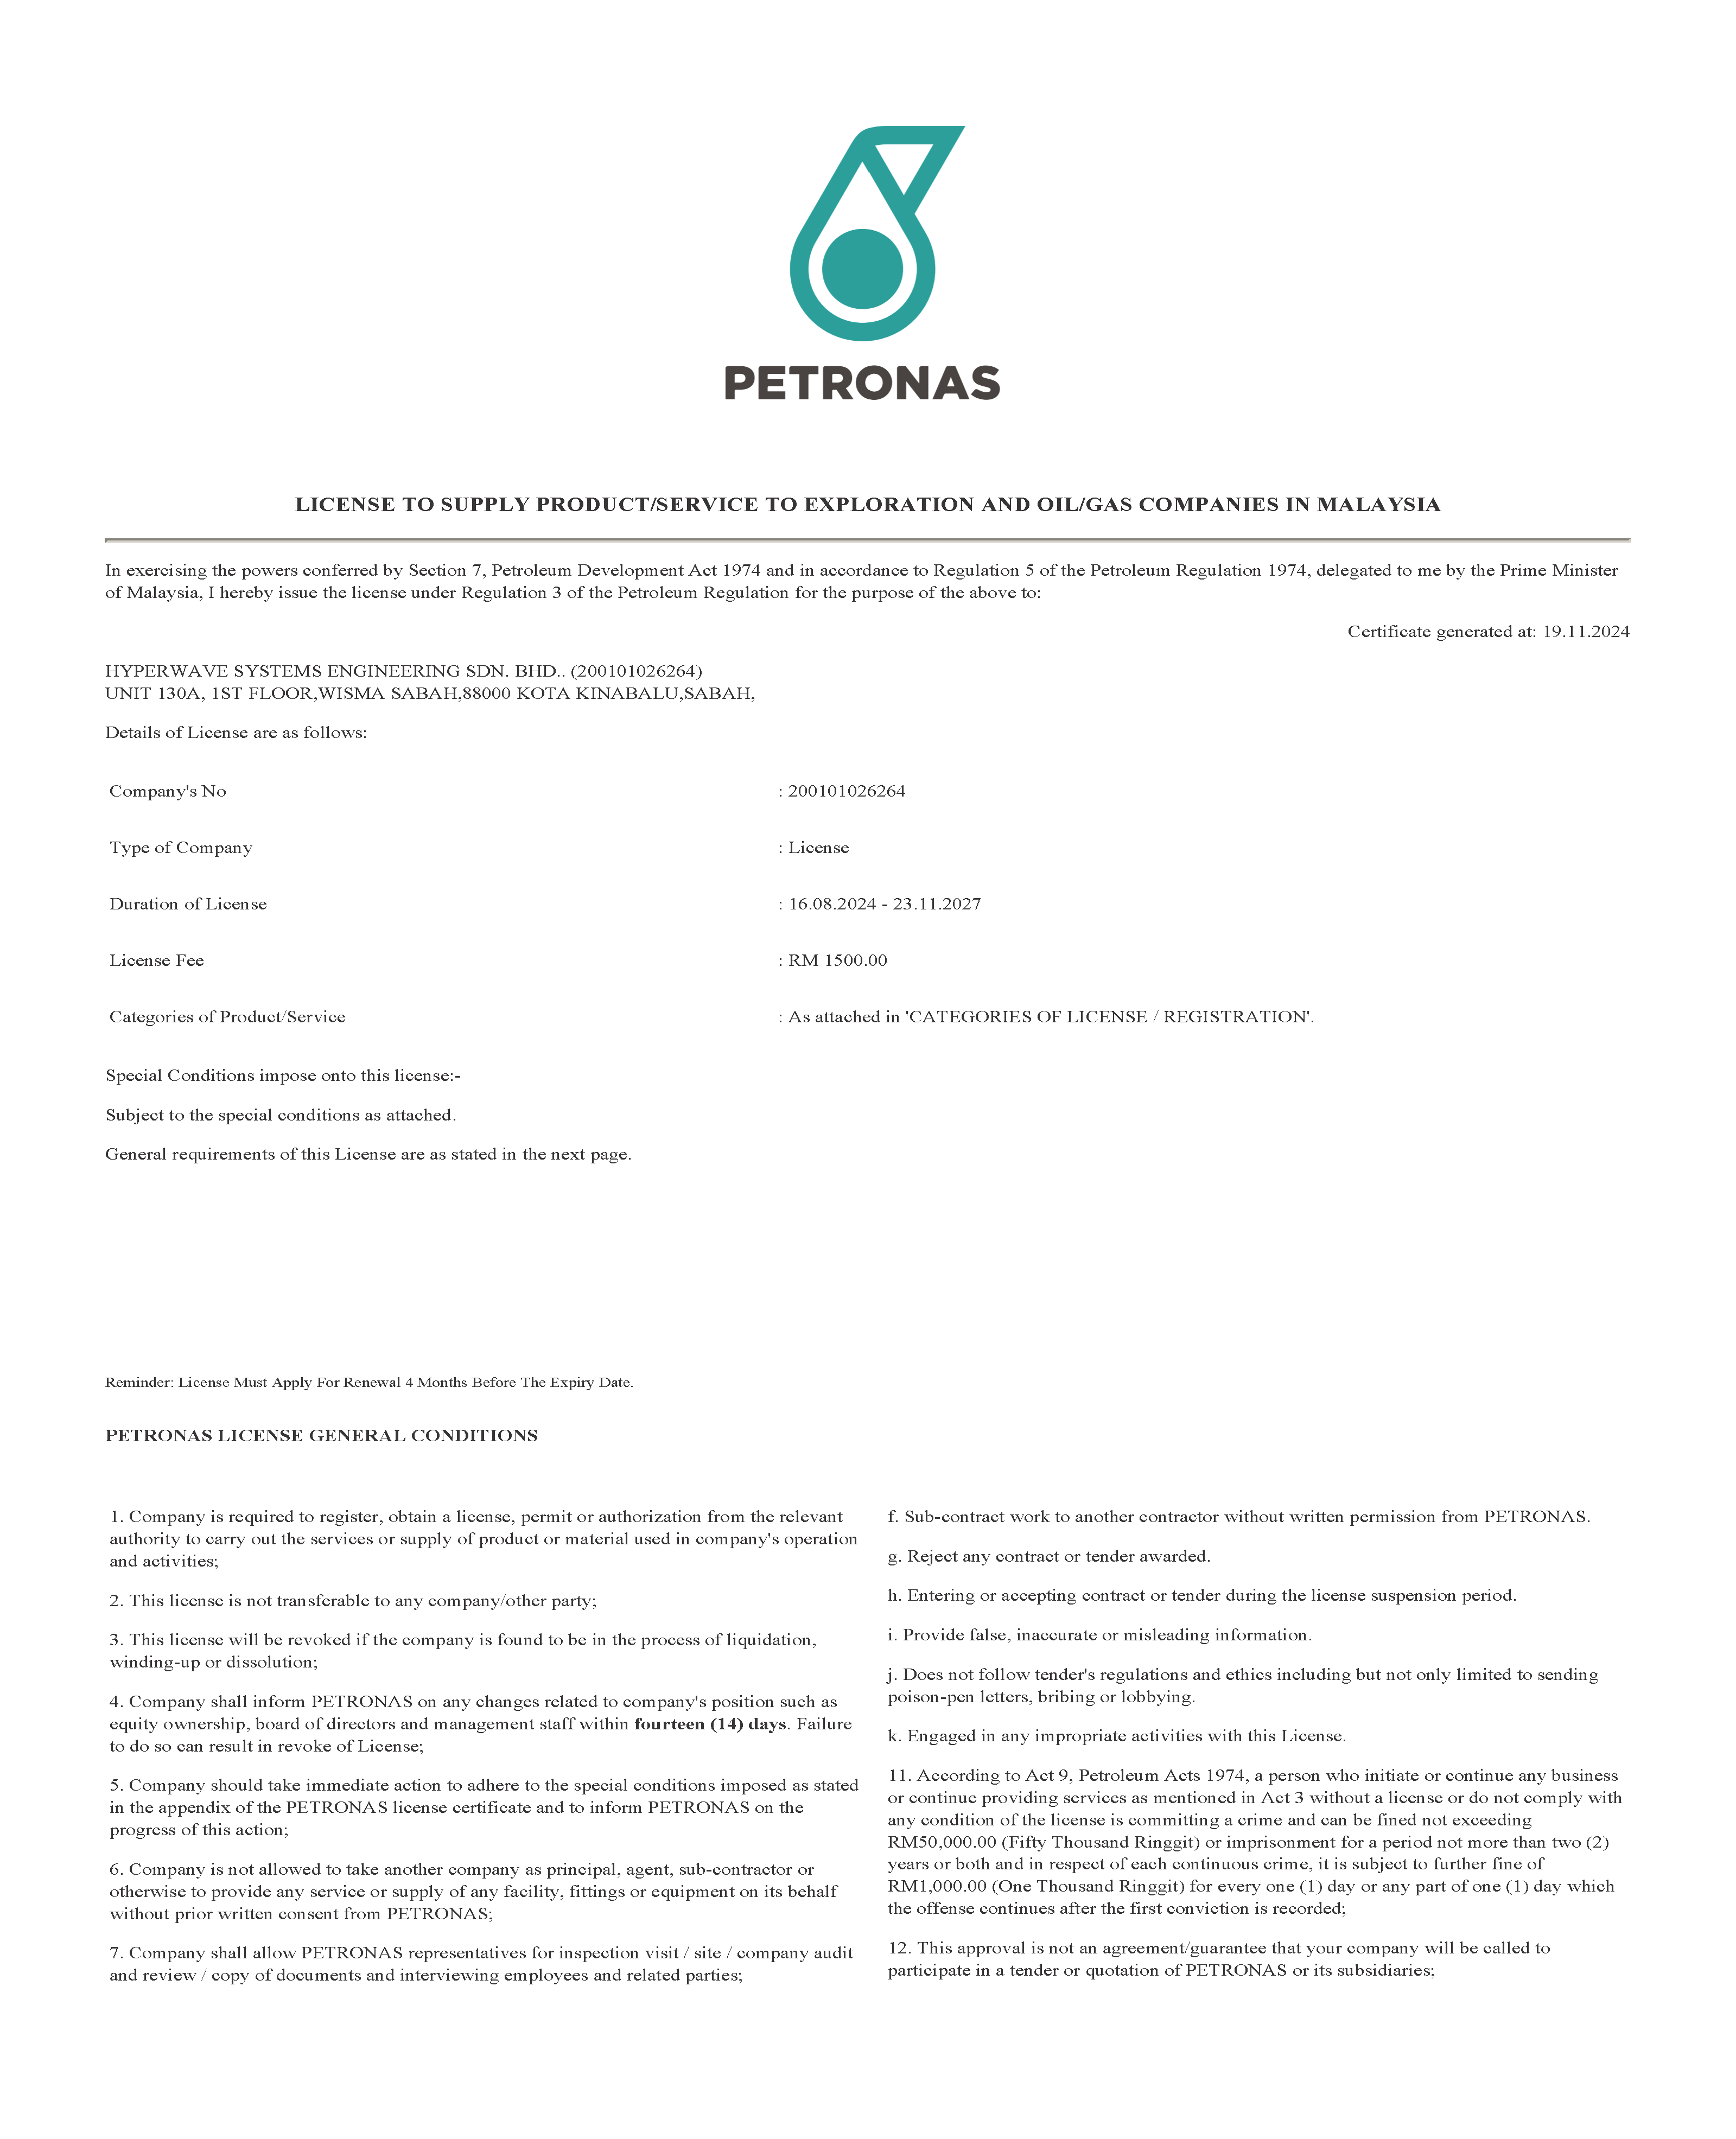 PETRONAS
LICENSE TO SUPPLY PRODUCT/SERVICE TO EXPLORATION AND OIL/GAS COMPANIES IN MALAYSIA
In exercising the powers conferred by Section 7, Petroleum Development Act 1974 and in accordance to Regulation 5 of the Petroleum Regulation 1974, delegated to me by the Prime Minister
of Malaysia, I hereby issue the license under Regulation 3 of the Petroleum Regulation for the purpose of the above to:
Certificate generated at: 19.11.2024
HYPERWAVE SYSTEMS ENGINEERING SDN. BHD.. (200101026264)
UNIT 130A, 1ST FLOOR,WISMA SABAH,88000 KOTA KINABALU,SABAH,
Details of License are as follows:
Company's No : 200101026264
Type of Company : License
Duration of License : 16.08.2024 - 23.11.2027
License Fee : RM 1500.00
Categories of Product/Service : As attached in 'CATEGORIES OF LICENSE / REGISTRATION'.
Special Conditions impose onto this license:-
Subject to the special conditions as attached.
General requirements of this License are as stated in the next page.
Reminder: License Must Apply For Renewal 4 Months Before The Expiry Date.
PETRONAS LICENSE GENERAL CONDITIONS
1. Company is required to register, obtain a license, permit or authorization from the relevant
authority to carry out the services or supply of product or material used in company's operation
and activities;
2. This license is not transferable to any company/other party;
3. This license will be revoked if the company is found to be in the process of liquidation,
winding-up or dissolution;
4. Company shall inform PETRONAS on any changes related to company's position such as
equity ownership, board of directors and management staff within fourteen (14) days. Failure
to do so can result in revoke of License;
5. Company should take immediate action to adhere to the special conditions imposed as stated
in the appendix of the PETRONAS license certificate and to inform PETRONAS on the
progress of this action;
6. Company is not allowed to take another company as principal, agent, sub-contractor or
otherwise to provide any service or supply of any facility, fittings or equipment on its behalf
without prior written consent from PETRONAS;
7. Company shall allow PETRONAS representatives for inspection visit / site / company audit
and review / copy of documents and interviewing employees and related parties;
f. Sub-contract work to another contractor without written permission from PETRONAS.
g. Reject any contract or tender awarded.
h. Entering or accepting contract or tender during the license suspension period.
i. Provide false, inaccurate or misleading information.
j. Does not follow tender's regulations and ethics including but not only limited to sending
poison-pen letters, bribing or lobbying.
k. Engaged in any impropriate activities with this License.
11. According to Act 9, Petroleum Acts 1974, a person who initiate or continue any business
or continue providing services as mentioned in Act 3 without a license or do not comply with
any condition of the license is committing a crime and can be fined not exceeding
RM50,000.00 (Fifty Thousand Ringgit) or imprisonment for a period not more than two (2)
years or both and in respect of each continuous crime, it is subject to further fine of
RM1,000.00 (One Thousand Ringgit) for every one (1) day or any part of one (1) day which
the offense continues after the first conviction is recorded;
12. This approval is not an agreement/guarantee that your company will be called to
participate in a tender or quotation of PETRONAS or its subsidiaries;